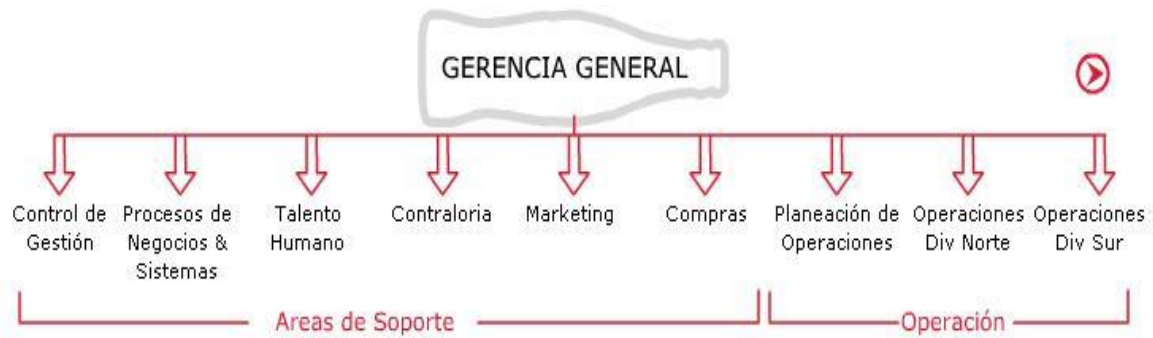 GERENCIA GENERAL
Control de
Gestión
Procesos de
Negocios &
Sistemas
Talento
Humano
Contraloria
Marketing
Compras
Planeación de
Operaciones
Operaciones
Div Norte
Operaciones
Div Sur
Areas de Soporte
Operación